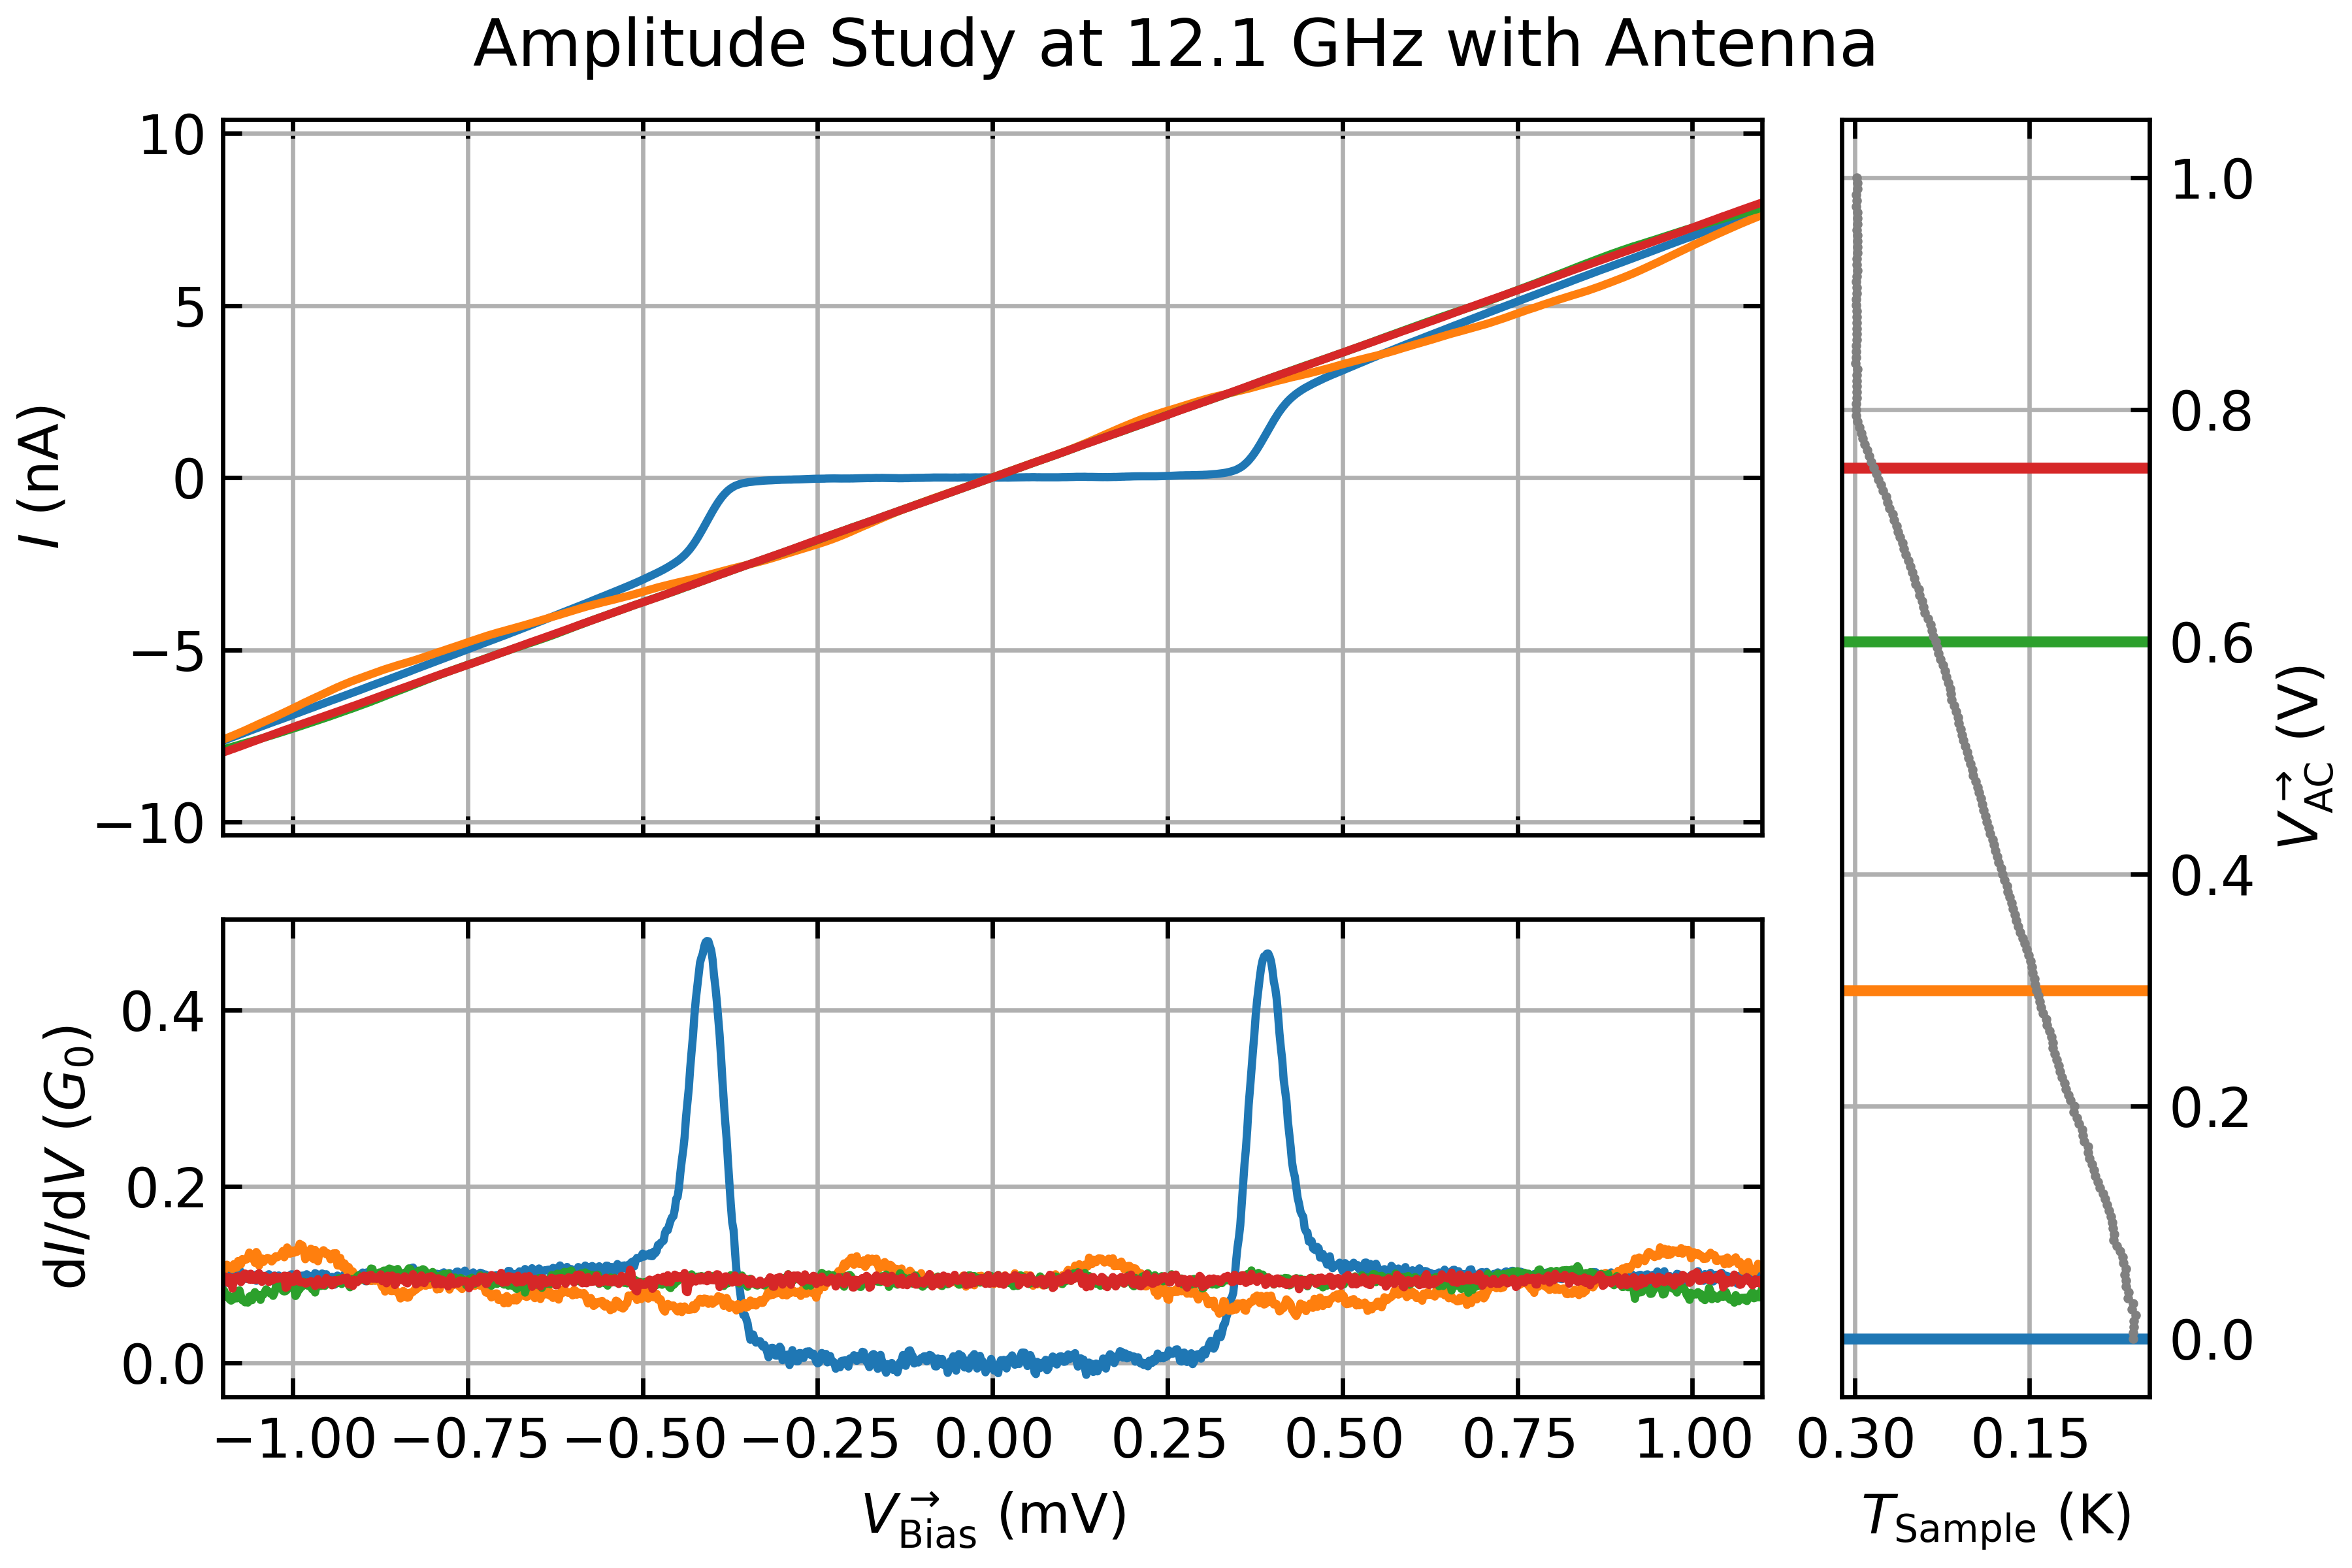 Amplitude Study at 12.1 GHz with Antenna
10
5
0
−5
−10
I (nA)
0.4
0.2
0.0
dI/dV (G₀)
−1.00 −0.75 −0.50 −0.25 0.00 0.25 0.50 0.75 1.00
V→Bias (mV)
1.0
0.8
0.6
0.4
0.2
0.0
V→AC (V)
0.30 0.15
TSample (K)